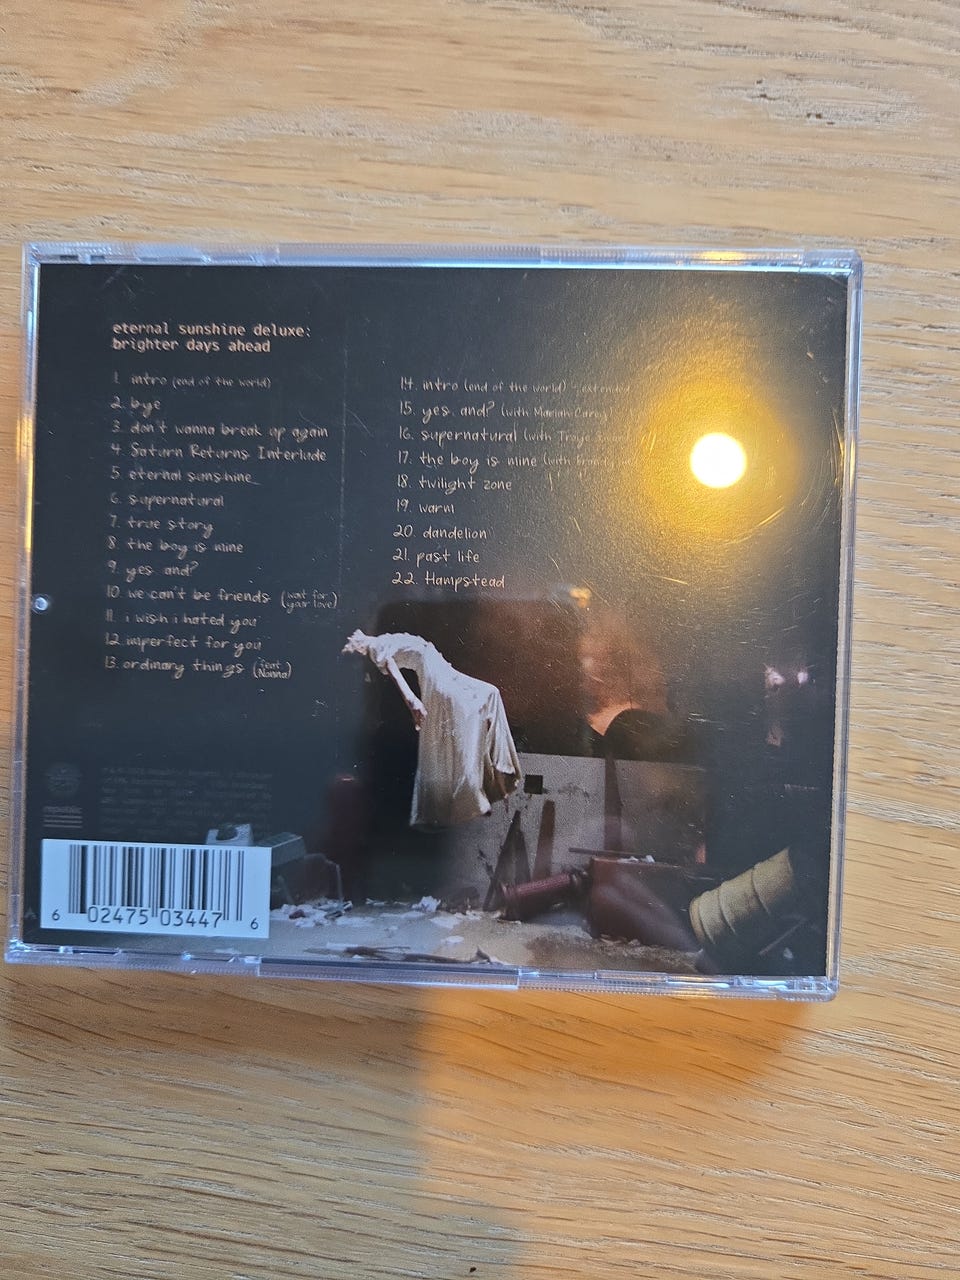 eternal sunshine deluxe:
brighter days ahead
1. intro (end of the world)
2. bye
3. don't wanna break up again
4. Saturn Returns Interlude
5. eternal sunshine
6. supernatural
7. true story
8. the boy is mine
9. yes, and?
10. we can't be friends (wait for
your love)
11. i wish i hated you
12. imperfect for you
13. ordinary things (feat.
Nonna)
14. intro (end of the world) - extended
15. yes, and? (with Mariah Carey)
16. supernatural (with Troye Sivan)
17. the boy is mine (with brandy
18. twilight zone
19. warm
20. dandelion
21. past life
22. Hampstead
republic
6 02475 03447 6